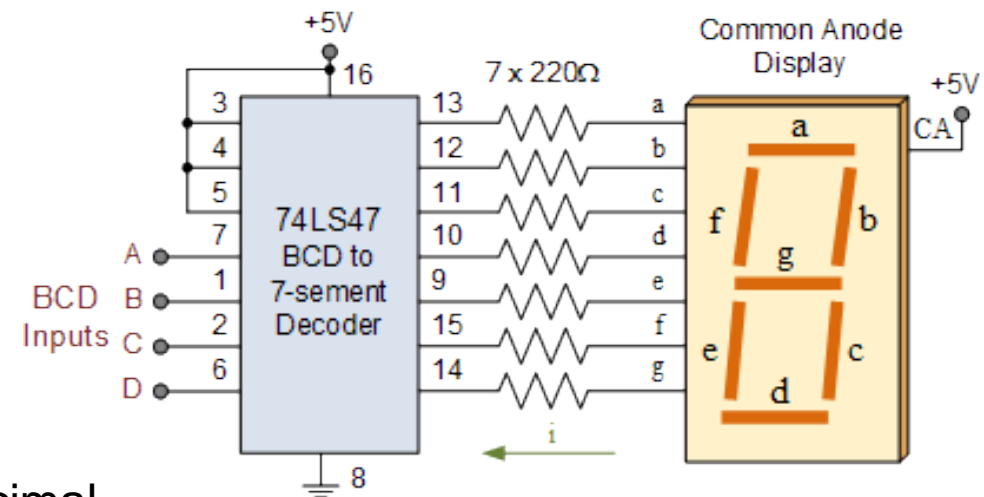 +5V
16
7 x 220Ω
Common Anode
Display
+5V
CA
3
4
5
7
1
2
6
A
B
C
D
BCD
Inputs
74LS47
BCD to
7-sement
Decoder
13
12
11
10
9
15
14
a
b
c
d
e
f
g
a
f
b
g
e
c
d
i
8